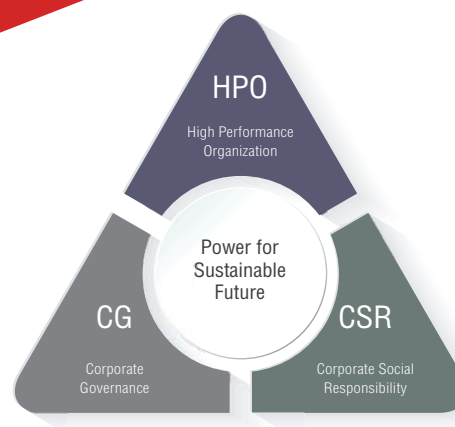 HPO
High Performance
Organization
Power for
Sustainable
Future
CG
Corporate
Governance
CSR
Corporate Social
Responsibility